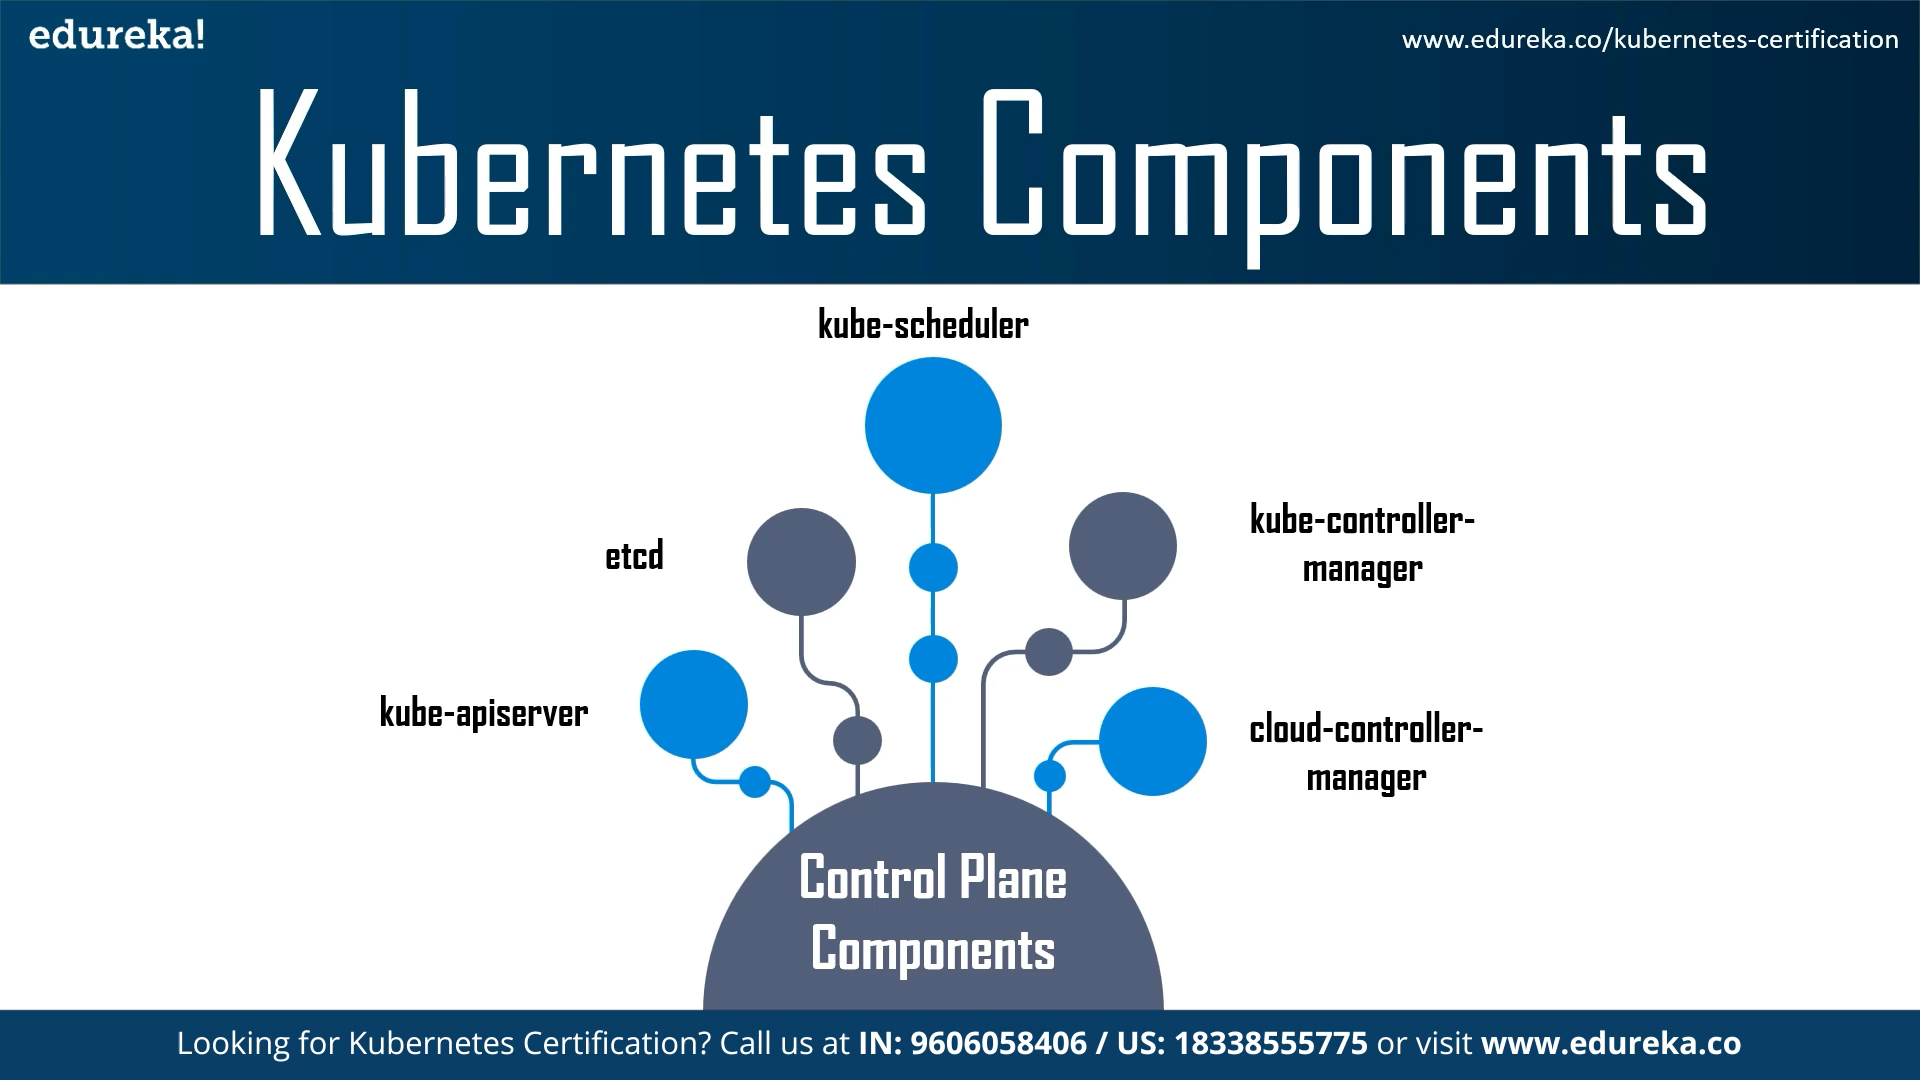 edureka!
www.edureka.co/kubernetes-certification
Kubernetes Components
kube-scheduler
etcd
kube-controller-
manager
kube-apiserver
cloud-controller-
manager
Control Plane
Components
Looking for Kubernetes Certification? Call us at IN: 9606058406 / US: 18338555775 or visit www.edureka.co